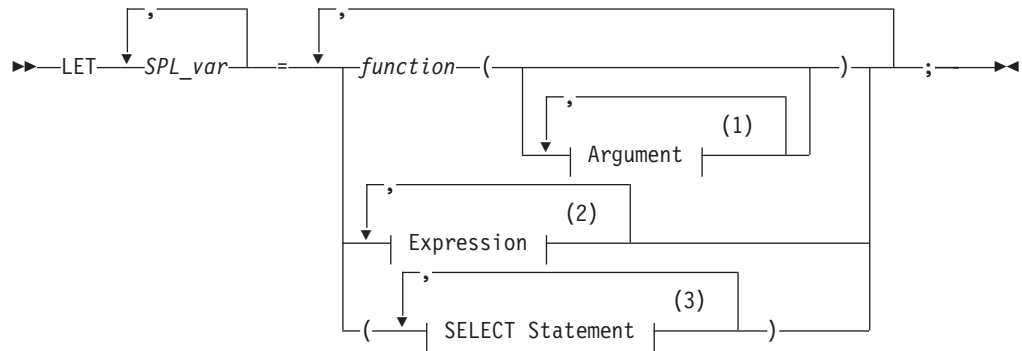 , ,
LET SPL_var = function ( ) ;
, (1)
Argument
, (2)
Expression
, (3)
( SELECT Statement )